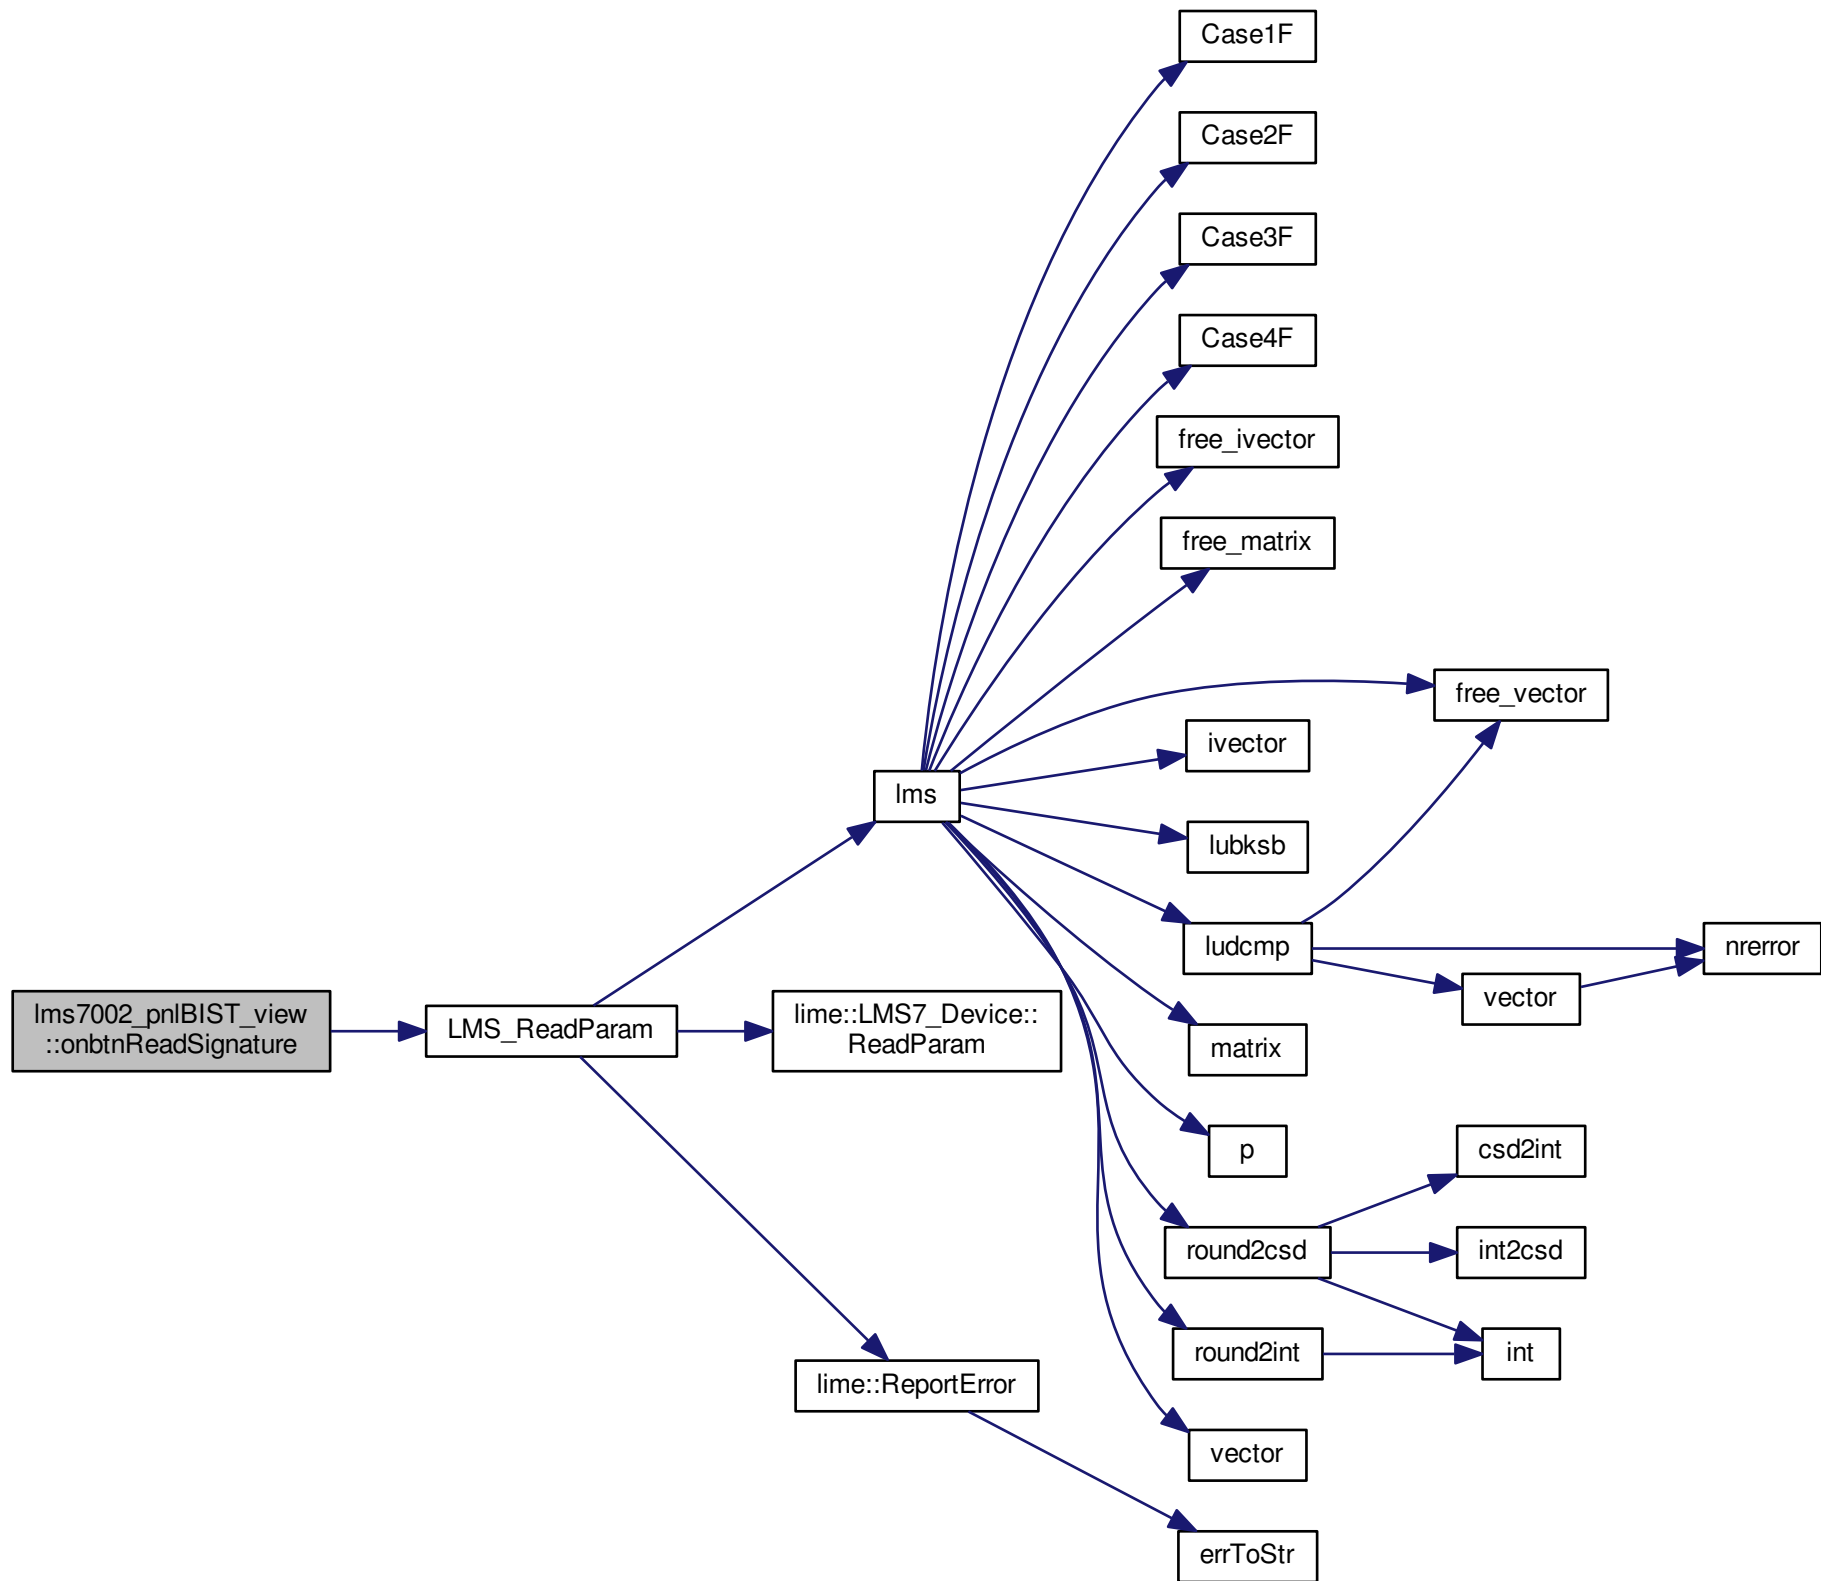 Case1F
Case2F
Case3F
Case4F
free_ivector
free_matrix
free_vector
ivector
lms
lubksb
ludcmp
nrerror
vector
lms7002_pnlBIST_view
::onbtnReadSignature
LMS_ReadParam
lime::LMS7_Device::
ReadParam
matrix
p
csd2int
round2csd
int2csd
round2int
int
lime::ReportError
vector
errToStr